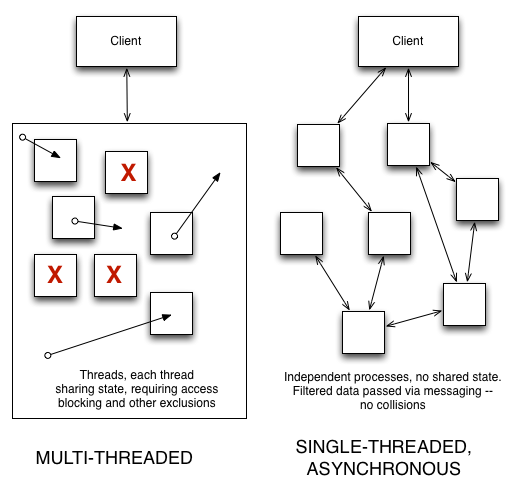 Client
X
X
X
Threads, each thread
sharing state, requiring access
blocking and other exclusions
MULTI-THREADED
Client
Independent processes, no shared state.
Filtered data passed via messaging --
no collisions
SINGLE-THREADED,
ASYNCHRONOUS